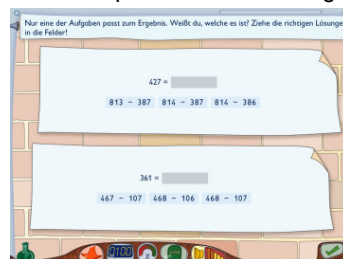 Nur eine der Aufgaben passt zum Ergebnis. Weißt du, welche es ist? Ziehe die richtigen Lösunge
in die Felder!
427 =
813 - 387 814 - 387 814 - 386
361 =
467 - 107 468 - 106 468 - 107